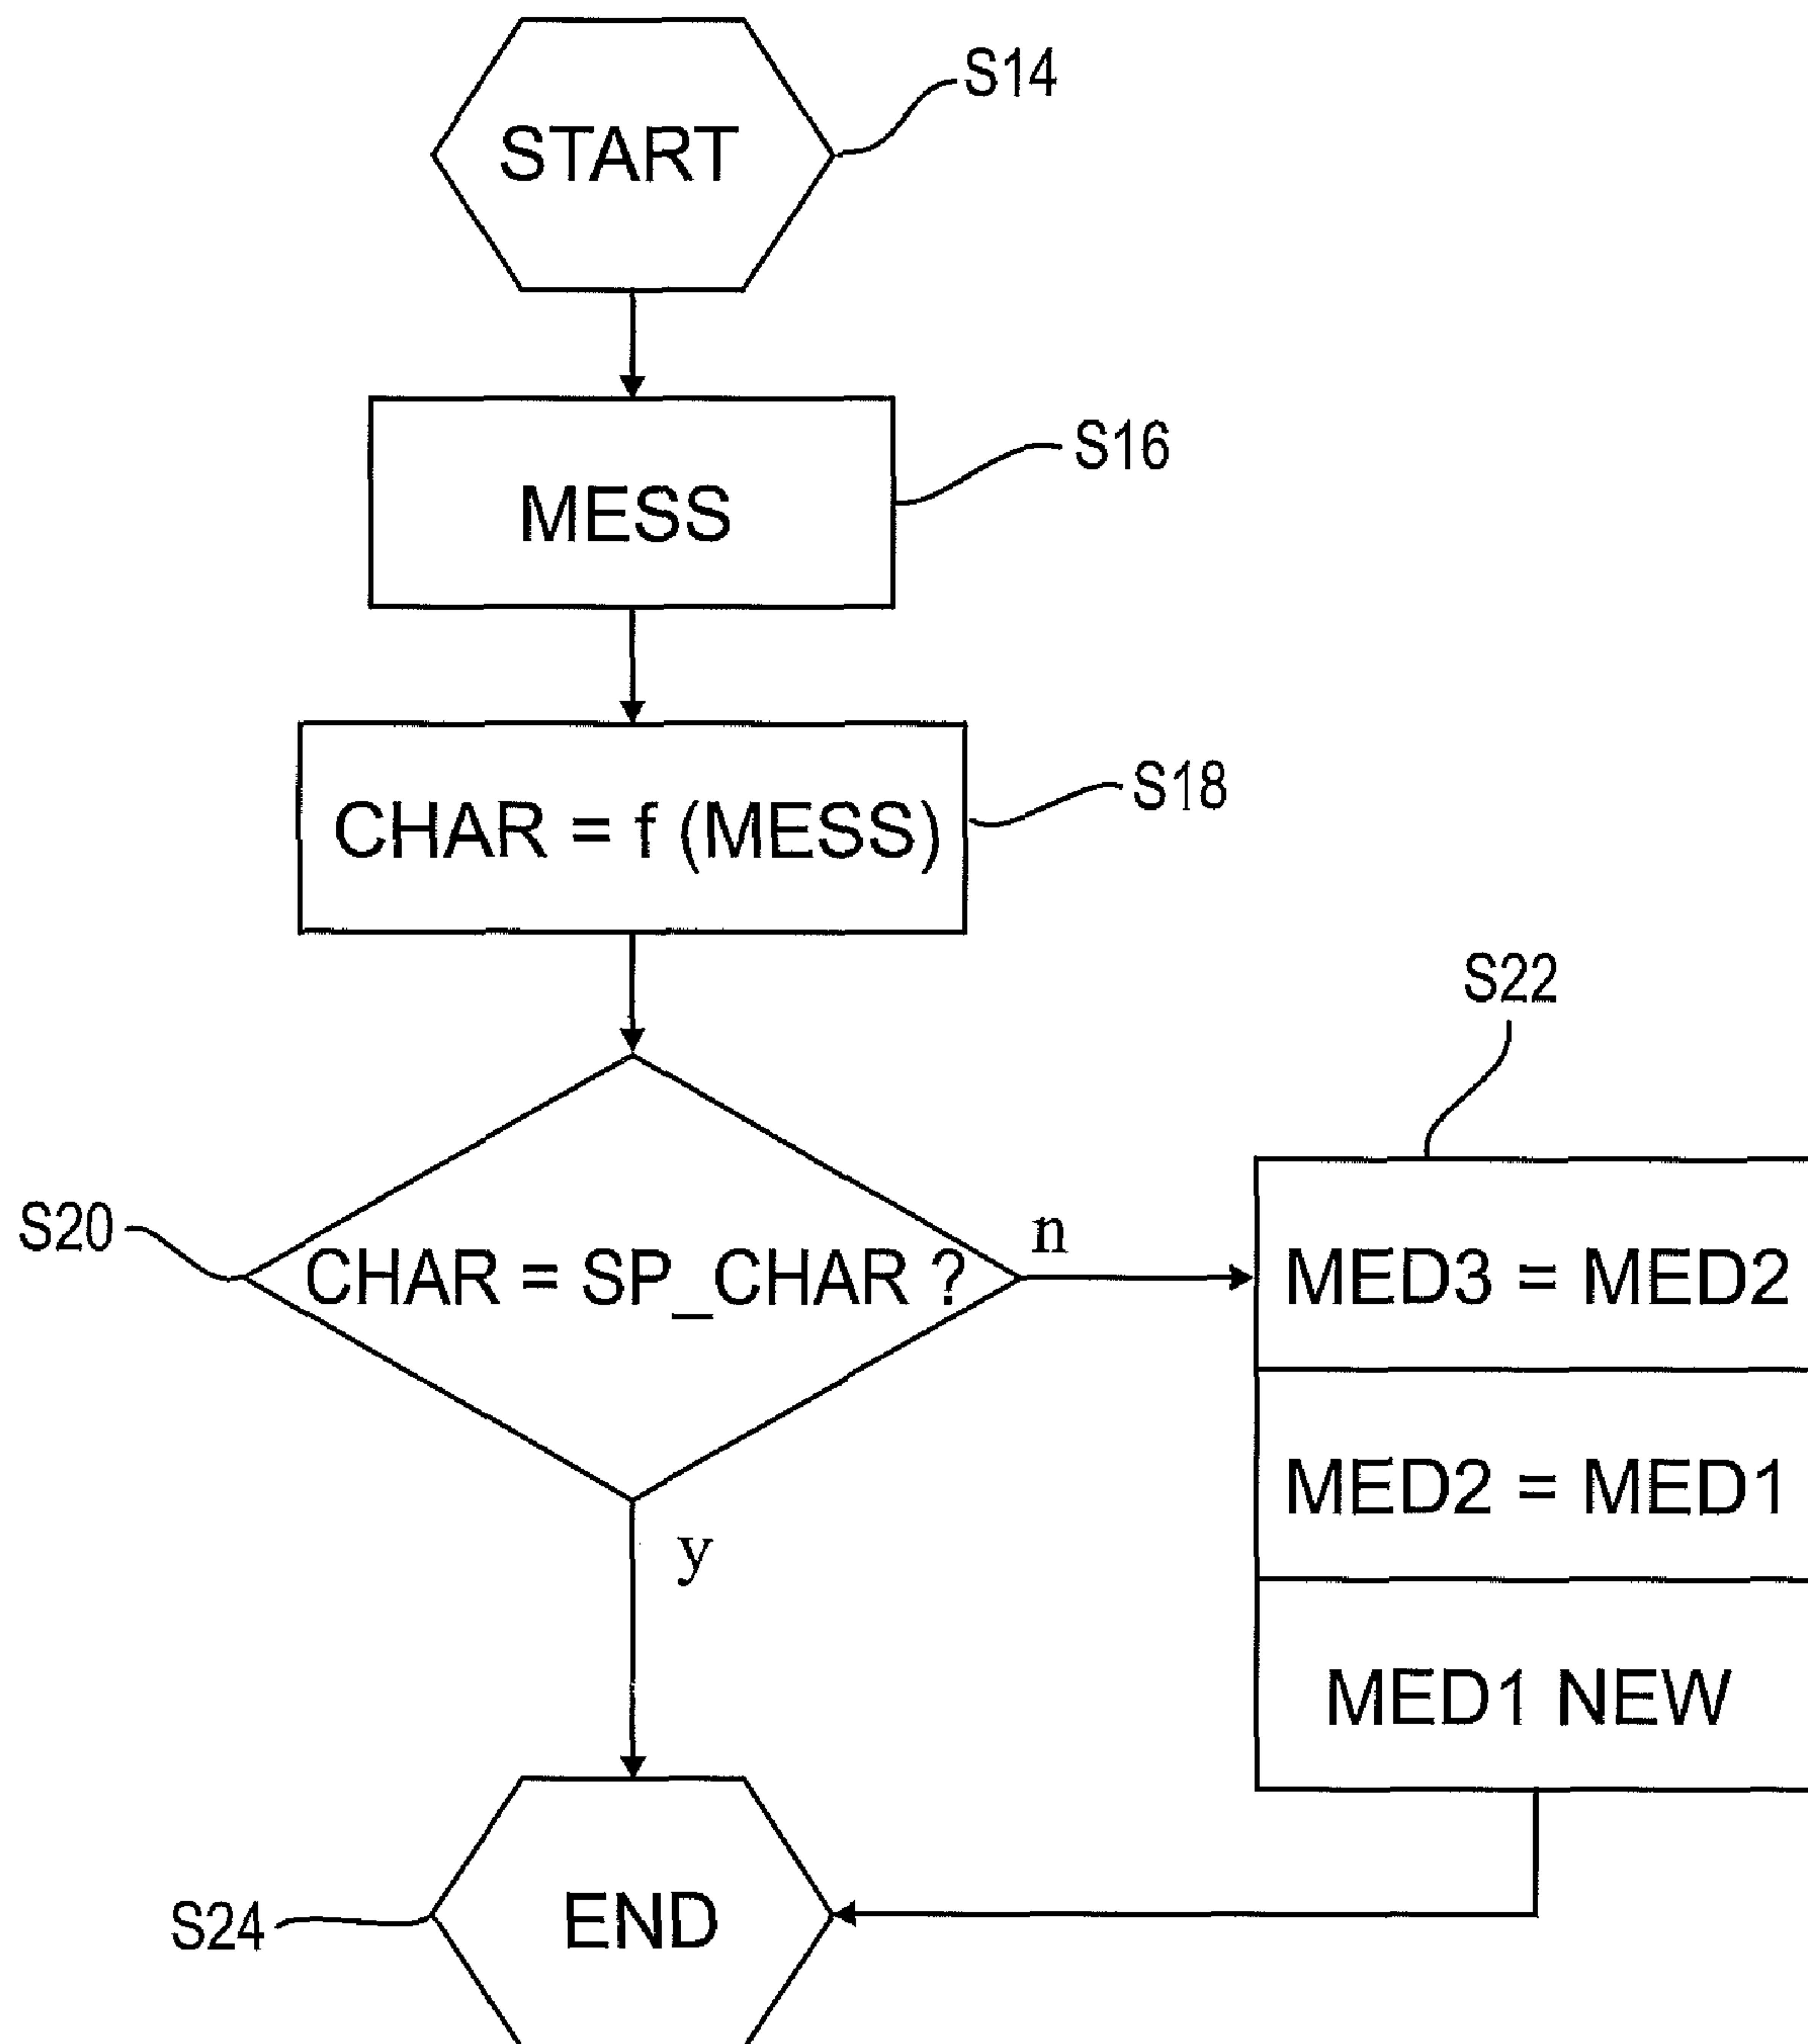 START
S14
MESS
S16
CHAR = f (MESS)
S18
S20
CHAR = SP_CHAR ?
n
y
S22
MED3 = MED2
MED2 = MED1
MED1 NEW
S24
END